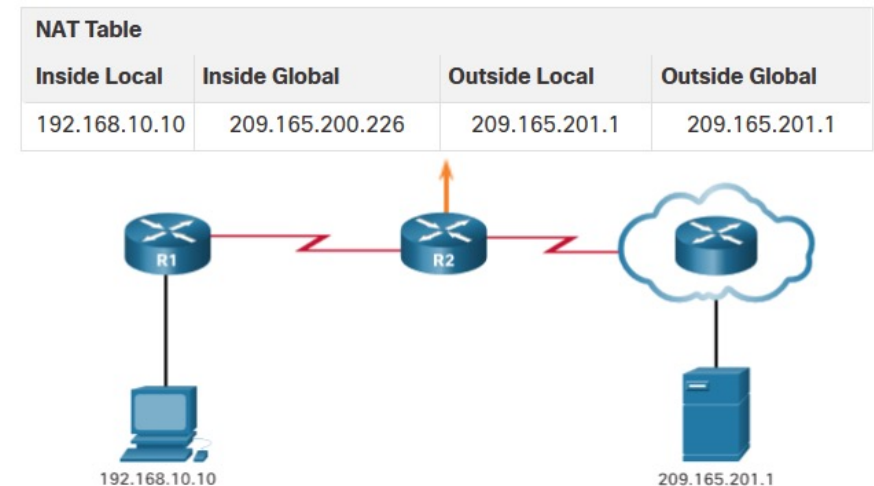 NAT Table
Inside Local Inside Global Outside Local Outside Global
192.168.10.10 209.165.200.226 209.165.201.1 209.165.201.1
R1 R2
192.168.10.10 209.165.201.1